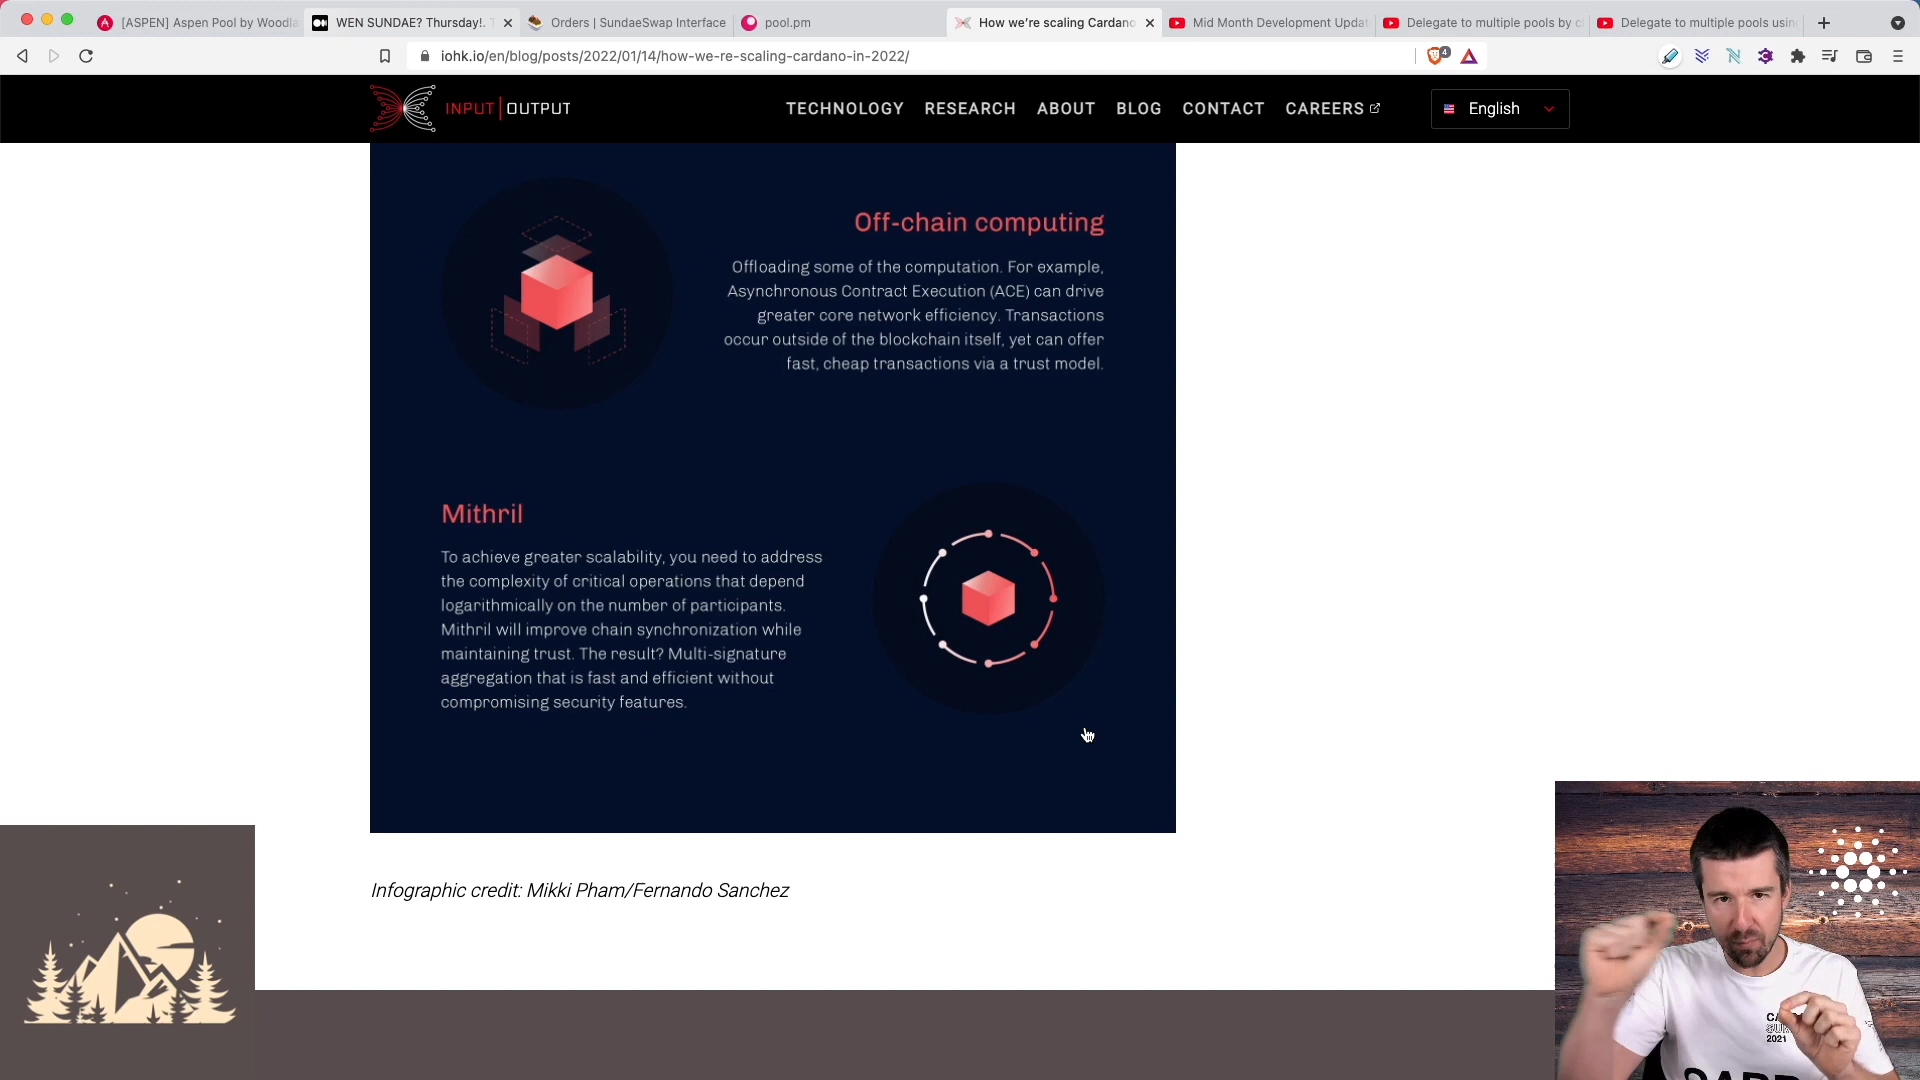 [ASPEN] Aspen Pool by Woodla
WEN SUNDAE? Thursday!.
Orders | SundaeSwap Interface
pool.pm
How we're scaling Cardano
Mid Month Development Updat
Delegate to multiple pools by c
Delegate to multiple pools usin
iohk.io/en/blog/posts/2022/01/14/how-we-re-scaling-cardano-in-2022/
4
INPUT | OUTPUT
TECHNOLOGY
RESEARCH
ABOUT
BLOG
CONTACT
CAREERS
English
Off-chain computing
Offloading some of the computation. For example,
Asynchronous Contract Execution (ACE) can drive
greater core network efficiency. Transactions
occur outside of the blockchain itself, yet can offer
fast, cheap transactions via a trust model.
Mithril
To achieve greater scalability, you need to address
the complexity of critical operations that depend
logarithmically on the number of participants.
Mithril will improve chain synchronization while
maintaining trust. The result? Multi-signature
aggregation that is fast and efficient without
compromising security features.
Infographic credit: Mikki Pham/Fernando Sanchez
2021